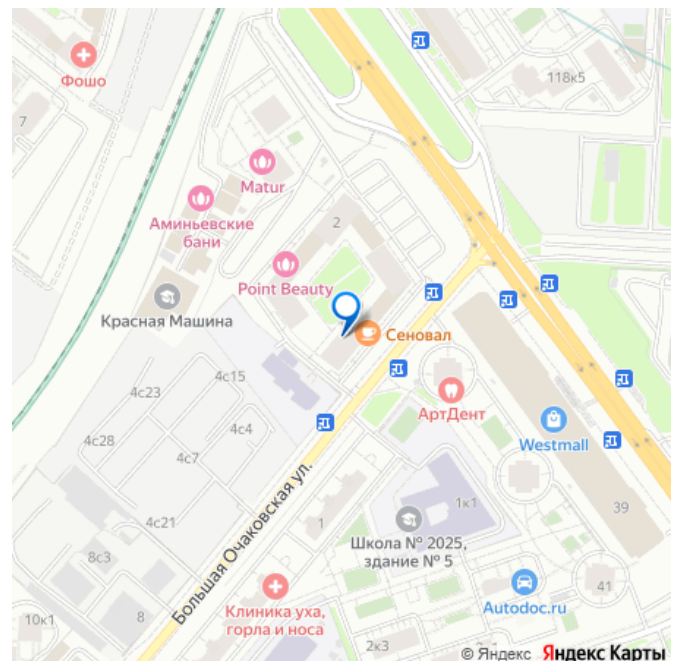 118к5
Фошо
7
Matur
Аминьевские
бани
2
Point Beauty
Красная Машина
Сеновал
4с15
4с23
АртДент
4с4
4с28
Westmall
4с7
1к1
39
4с21
1
Школа № 2025,
здание № 5
8с3
Большая Очаковская ул.
Autodoc.ru
41
Клиника уха,
горла и носа
10к1
8
2к3
2к1
© Яндекс Яндекс Карты